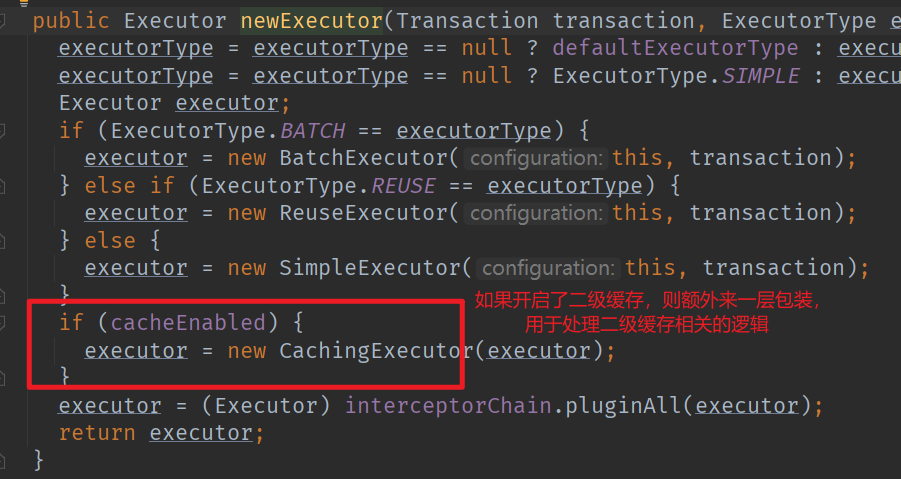 public Executor newExecutor(Transaction transaction, ExecutorType e
executorType = executorType == null ? defaultExecutorType : execu
executorType = executorType == null ? ExecutorType.SIMPLE : execu
Executor executor;
if (ExecutorType.BATCH == executorType) {
executor = new BatchExecutor( configuration: this, transaction);
} else if (ExecutorType.REUSE == executorType) {
executor = new ReuseExecutor( configuration: this, transaction);
} else {
executor = new SimpleExecutor( configuration: this, transaction);
}
如果开启了二级缓存，则额外来一层包装，
用于处理二级缓存相关的逻辑
if (cacheEnabled) {
executor = new CachingExecutor(executor);
}
executor = (Executor) interceptorChain.pluginAll(executor);
return executor;
}